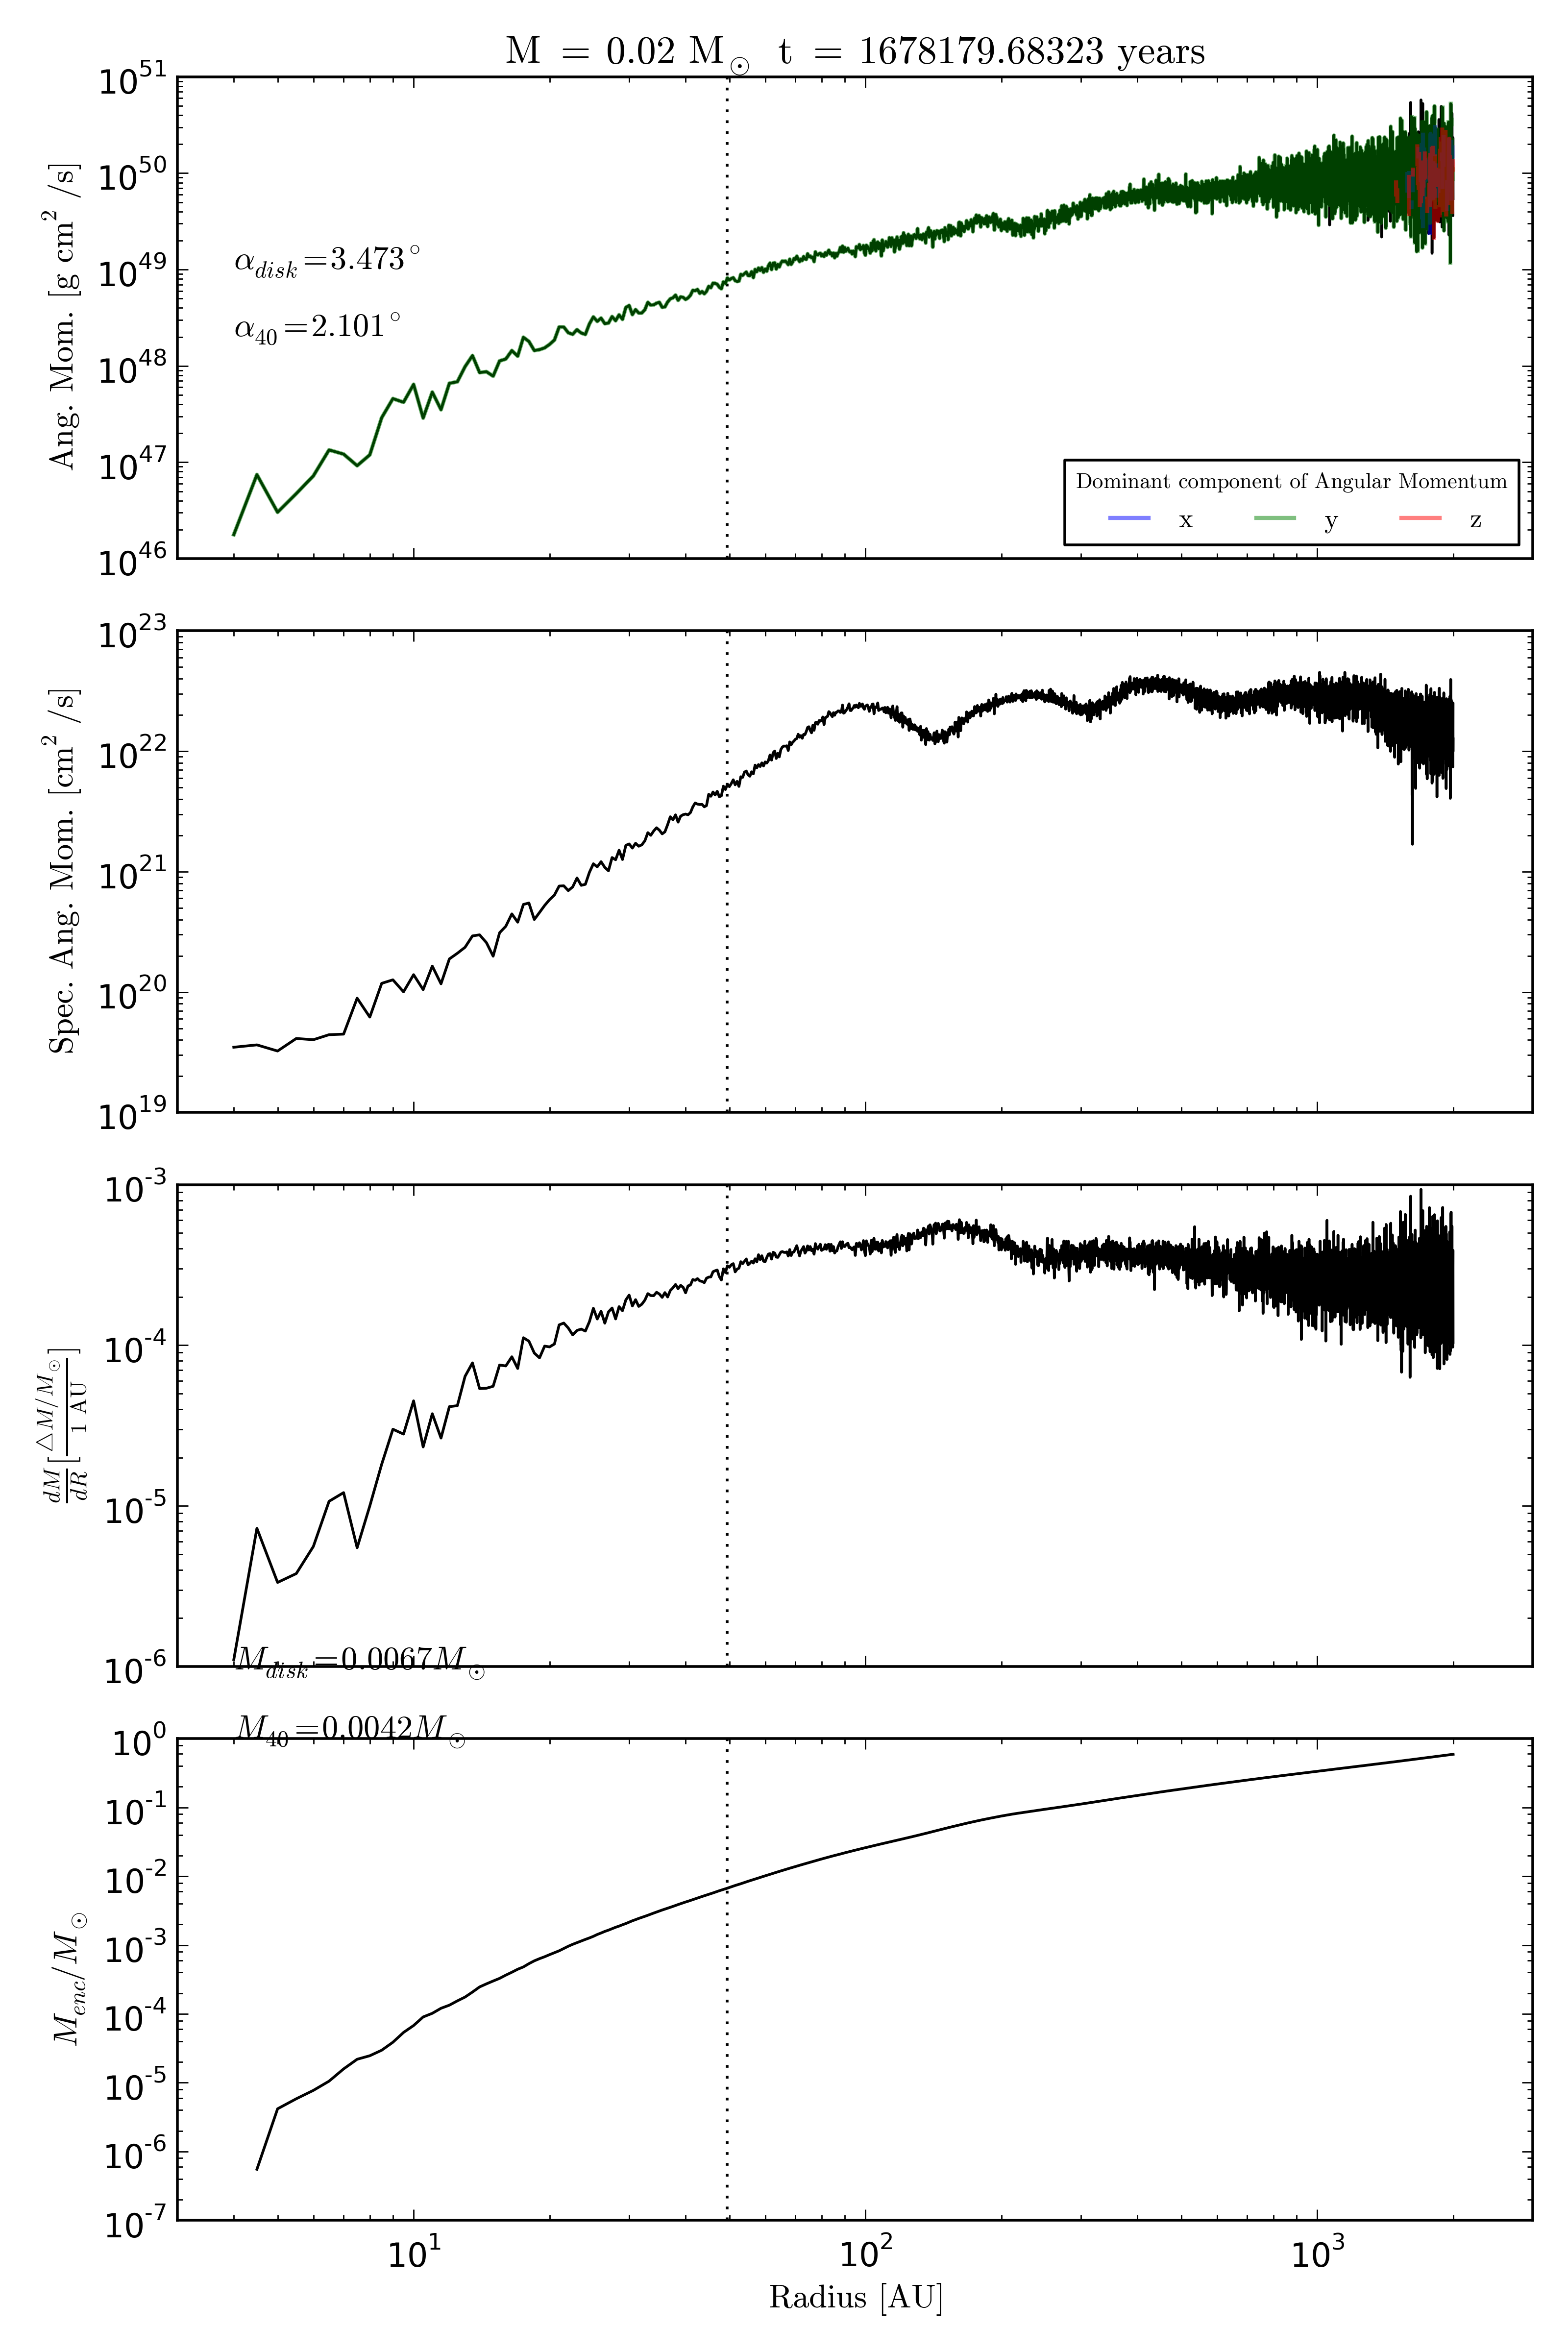 M = 0.02 M⊙ t = 1678179.68323 years
10^51
10^50
10^49
10^48
10^47
10^46
Ang. Mom. [g cm^2 /s]
α_disk=3.473°
α_40=2.101°
Dominant component of Angular Momentum
x y z
10^23
10^22
10^21
10^20
10^19
Spec. Ang. Mom. [cm^2 /s]
10^-3
10^-4
10^-5
10^-6
dM/dR [△M/M⊙ / 1 AU]
M_disk=0.0067M⊙
M_40=0.0042M⊙
10^0
10^-1
10^-2
10^-3
10^-4
10^-5
10^-6
10^-7
M_enc/M⊙
10^1 10^2 10^3
Radius [AU]